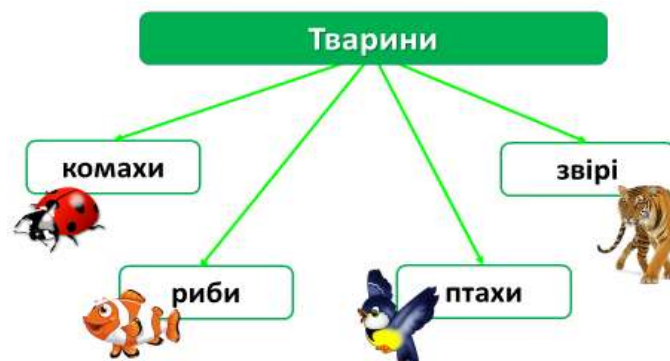 Тварини
комахи
звірі
риби
птахи